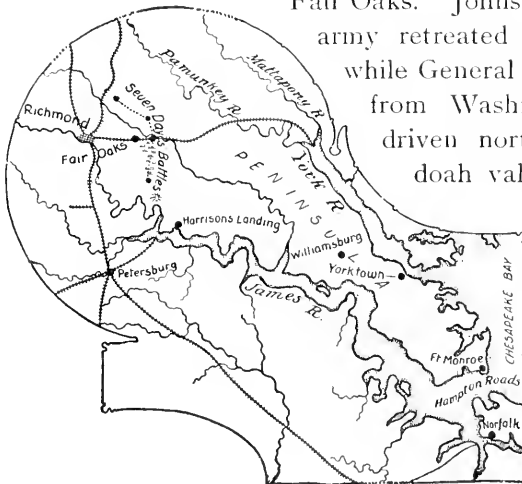 Fair Oaks. Johns
army retreated
while General
from Wash
driven nort
doah val
Pamunkey R.
Mattapony R.
Seven Days Battles
Richmond
Fair Oaks
York R
PENINSULA
Harrisons Landing
Williamsburg
Yorktown
Petersburg
James R.
CHESAPEAKE BAY
Ft Monroe
Hampton Roads
Norfolk